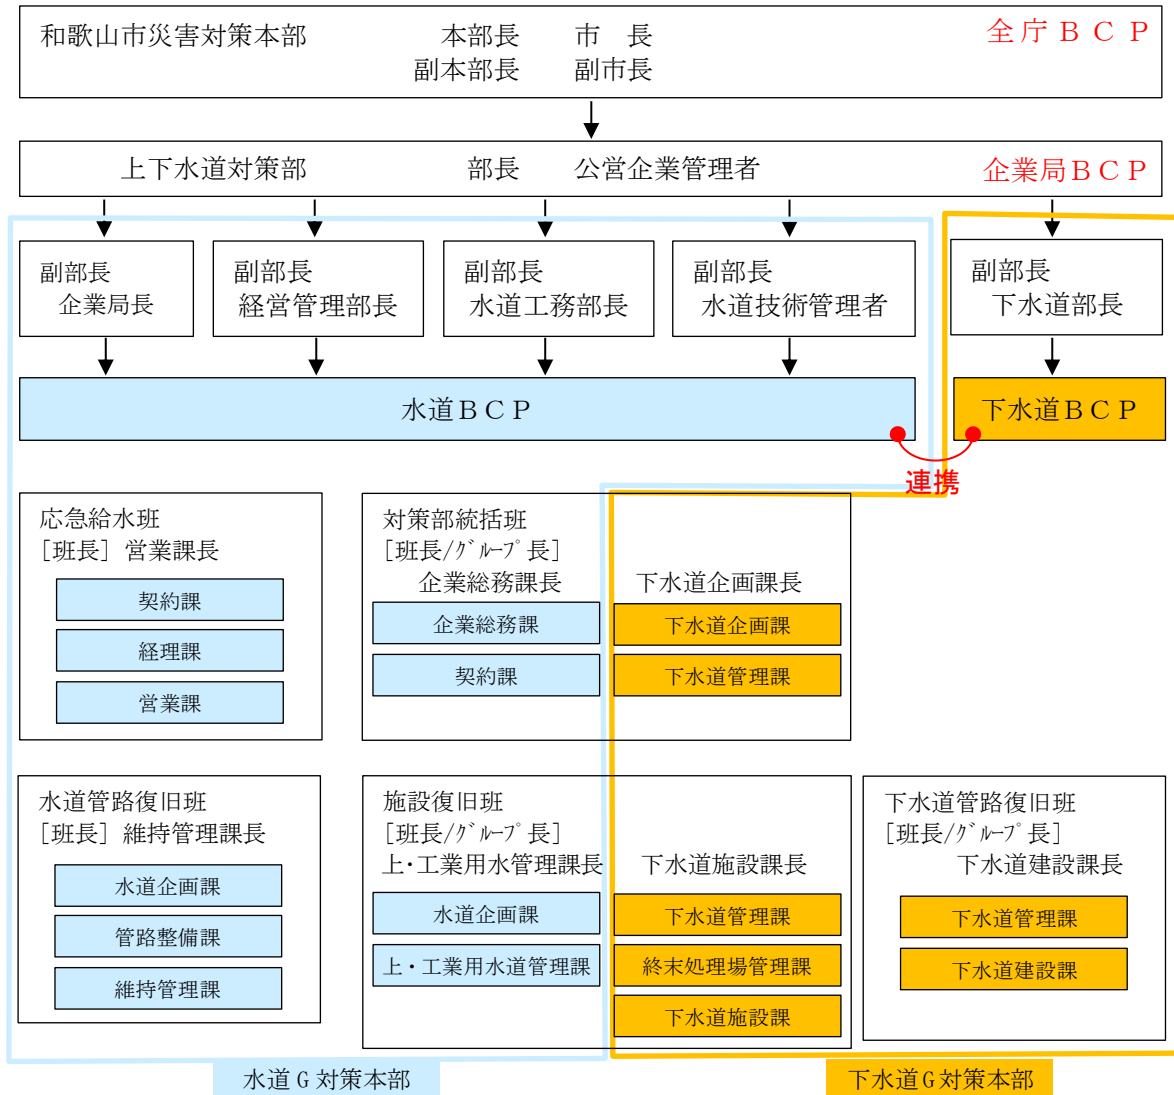 和歌山市災害対策本部 本部長 市 長 全庁BCP
副本部長 副市長
上下水道対策部 部長 公営企業管理者 企業局BCP
副部長
企業局長
副部長
経営管理部長
副部長
水道工務部長
副部長
水道技術管理者
副部長
下水道部長
水道BCP
下水道BCP
連携
応急給水班
[班長] 営業課長
契約課
経理課
営業課
対策部統括班
[班長/グループ長]
企業総務課長 下水道企画課長
企業総務課 下水道企画課
契約課 下水道管理課
水道管路復旧班
[班長] 維持管理課長
水道企画課
管路整備課
維持管理課
施設復旧班
[班長/グループ長]
上・工業用水管理課長 下水道施設課長
水道企画課 下水道管理課
上・工業用水道管理課 終末処理場管理課
下水道施設課
下水道管路復旧班
[班長/グループ長]
下水道建設課長
下水道管理課
下水道建設課
水道G対策本部
下水道G対策本部